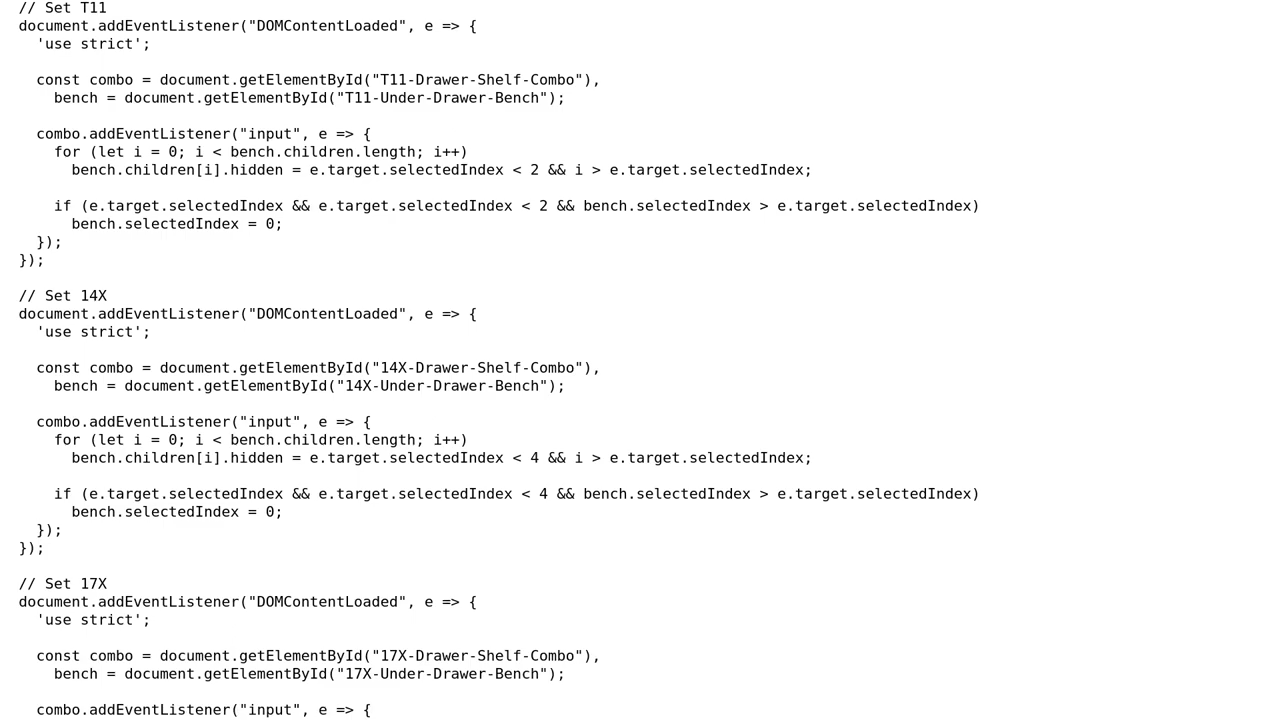 // Set T11
document.addEventListener("DOMContentLoaded", e => {
  'use strict';

  const combo = document.getElementById("T11-Drawer-Shelf-Combo"),
    bench = document.getElementById("T11-Under-Drawer-Bench");

  combo.addEventListener("input", e => {
    for (let i = 0; i < bench.children.length; i++)
      bench.children[i].hidden = e.target.selectedIndex < 2 && i > e.target.selectedIndex;

    if (e.target.selectedIndex && e.target.selectedIndex < 2 && bench.selectedIndex > e.target.selectedIndex)
      bench.selectedIndex = 0;
  });
});

// Set 14X
document.addEventListener("DOMContentLoaded", e => {
  'use strict';

  const combo = document.getElementById("14X-Drawer-Shelf-Combo"),
    bench = document.getElementById("14X-Under-Drawer-Bench");

  combo.addEventListener("input", e => {
    for (let i = 0; i < bench.children.length; i++)
      bench.children[i].hidden = e.target.selectedIndex < 4 && i > e.target.selectedIndex;

    if (e.target.selectedIndex && e.target.selectedIndex < 4 && bench.selectedIndex > e.target.selectedIndex)
      bench.selectedIndex = 0;
  });
});

// Set 17X
document.addEventListener("DOMContentLoaded", e => {
  'use strict';

  const combo = document.getElementById("17X-Drawer-Shelf-Combo"),
    bench = document.getElementById("17X-Under-Drawer-Bench");

  combo.addEventListener("input", e => {